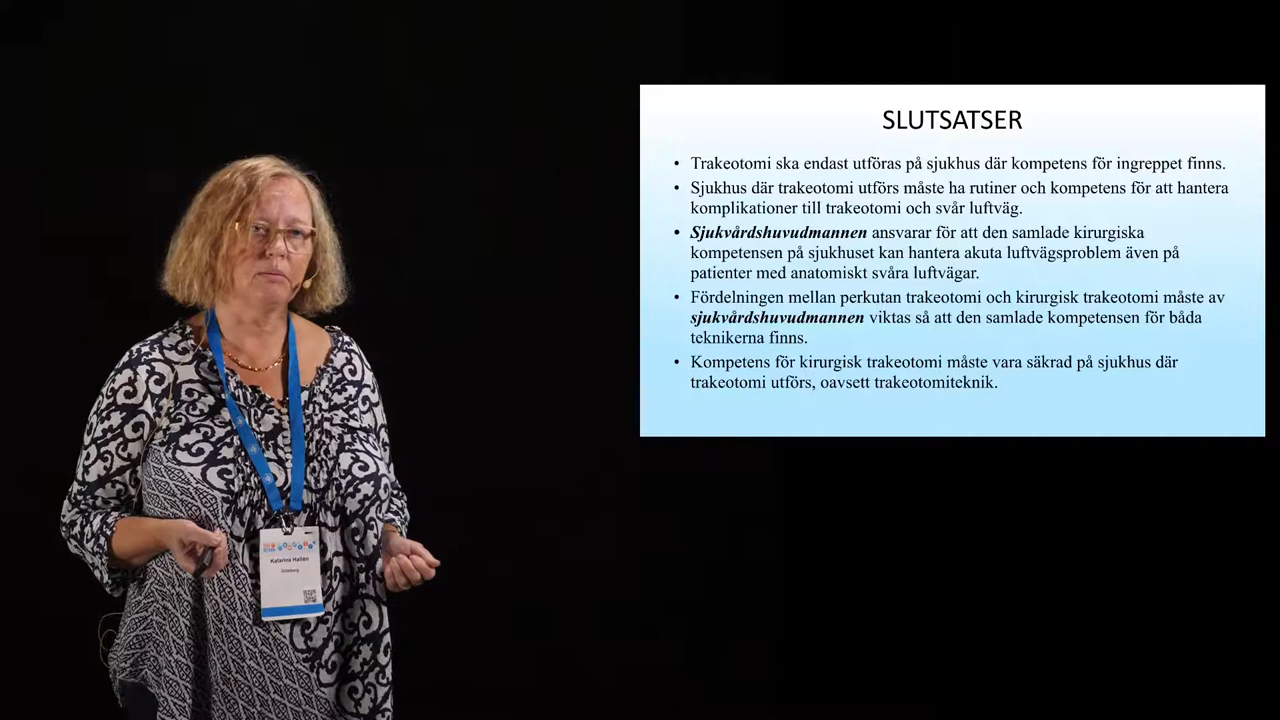 SLUTSATSER
• Trakeotomi ska endast utföras på sjukhus där kompetens för ingreppet finns.
• Sjukhus där trakeotomi utförs måste ha rutiner och kompetens för att hantera
komplikationer till trakeotomi och svår luftväg.
• Sjukvårdshuvudmannen ansvarar för att den samlade kirurgiska
kompetensen på sjukhuset kan hantera akuta luftvägsproblem även på
patienter med anatomiskt svåra luftvägar.
• Fördelningen mellan perkutan trakeotomi och kirurgisk trakeotomi måste av
sjukvårdshuvudmannen viktas så att den samlade kompetensen för båda
teknikerna finns.
• Kompetens för kirurgisk trakeotomi måste vara säkrad på sjukhus där
trakeotomi utförs, oavsett trakeotomiteknik.
Katarina Hallén
Göteborg